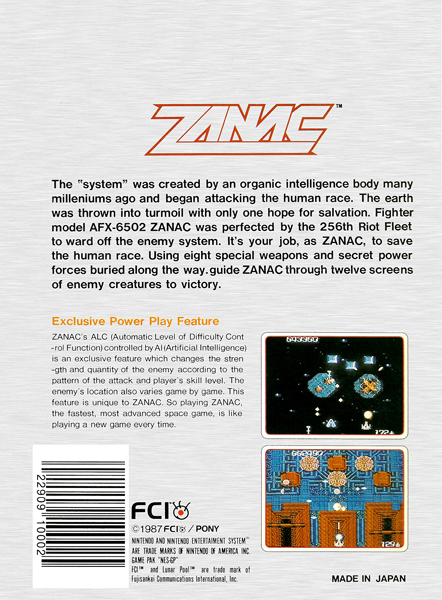 ZANAC™
The "system" was created by an organic intelligence body many
milleniums ago and began attacking the human race. The earth
was thrown into turmoil with only one hope for salvation. Fighter
model AFX-6502 ZANAC was perfected by the 256th Riot Fleet
to ward off the enemy system. It's your job, as ZANAC, to save
the human race. Using eight special weapons and secret power
forces buried along the way.guide ZANAC through twelve screens
of enemy creatures to victory.
Exclusive Power Play Feature
ZANAC's ALC (Automatic Level of Difficulty Cont
-rol Function) controlled by AI(Artificial Intelligence)
is an exclusive feature which changes the stren
-gth and quantity of the enemy according to the
pattern of the attack and player's skill level. The
enemy's location also varies game by game. This
feature is unique to ZANAC. So playing ZANAC,
the fastest, most advanced space game, is like
playing a new game every time.
22909 10002
FCI
©1987 FCI / PONY
NINTENDO AND NINTENDO ENTERTAINMENT SYSTEM™
ARE TRADE MARKS OF NINTENDO OF AMERICA INC.
GAME PAK "NES-GP"
FCI™ and Lunar Pool™ are trade mark of
Fujisankei Communications International, Inc.
MADE IN JAPAN